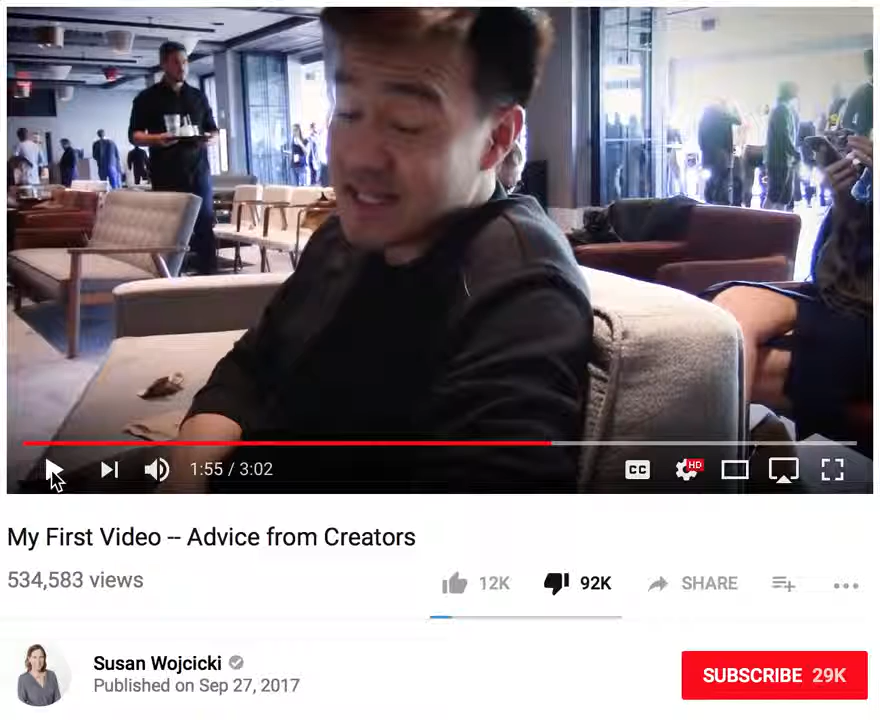 1:55 / 3:02
CC
HD
My First Video -- Advice from Creators
534,583 views
12K
92K
SHARE
Susan Wojcicki
Published on Sep 27, 2017
SUBSCRIBE 29K